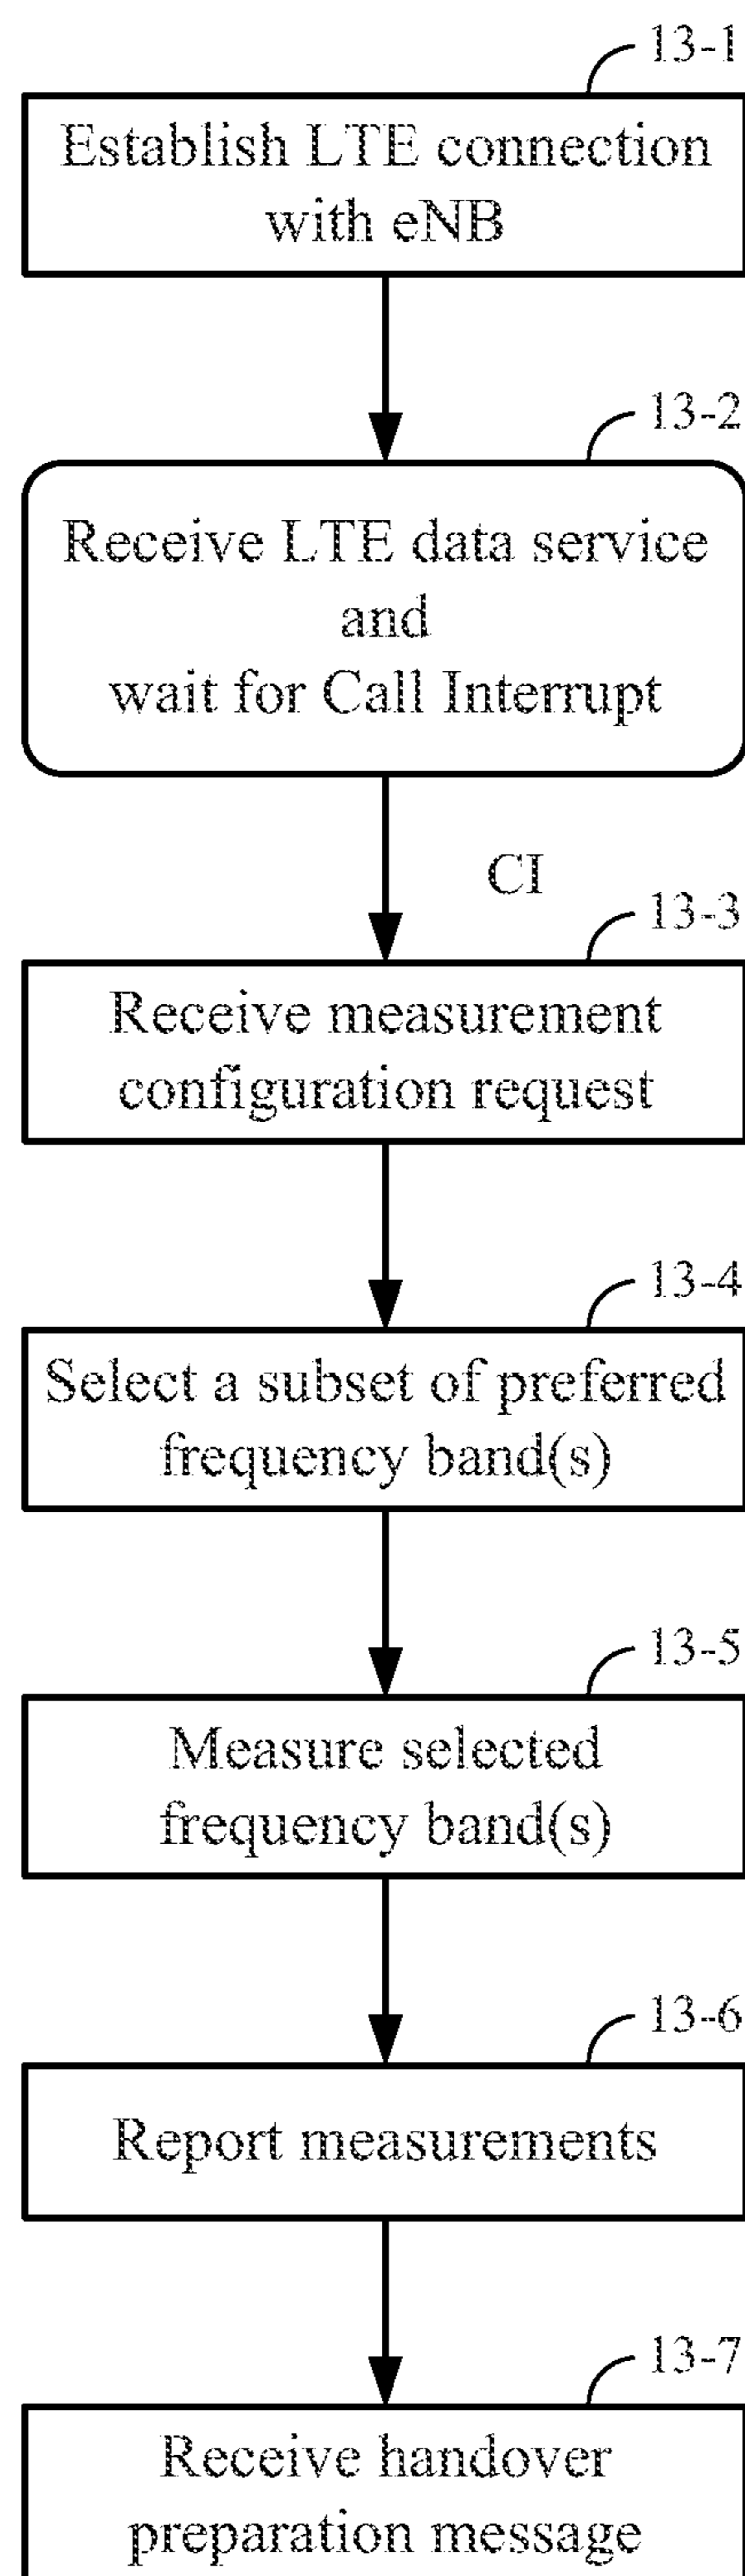 13-1
Establish LTE connection
with eNB
13-2
Receive LTE data service
and
wait for Call Interrupt
CI
13-3
Receive measurement
configuration request
13-4
Select a subset of preferred
frequency band(s)
13-5
Measure selected
frequency band(s)
13-6
Report measurements
13-7
Receive handover
preparation message